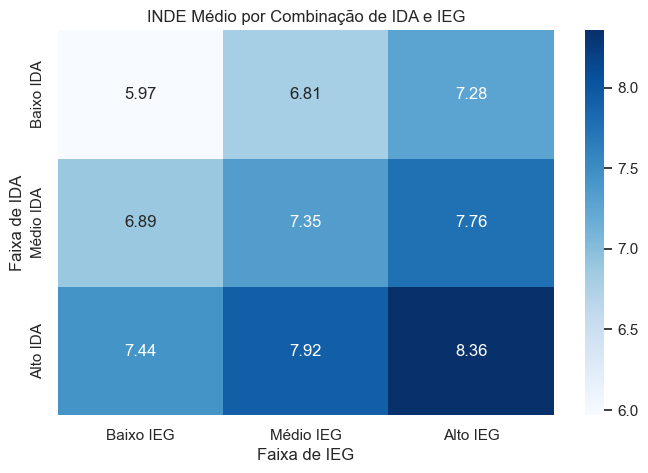 INDE Médio por Combinação de IDA e IEG
Faixa de IDA
Baixo IDA
5.97 6.81 7.28
Médio IDA
6.89 7.35 7.76
Alto IDA
7.44 7.92 8.36
Baixo IEG Médio IEG Alto IEG
Faixa de IEG
8.0
7.5
7.0
6.5
6.0